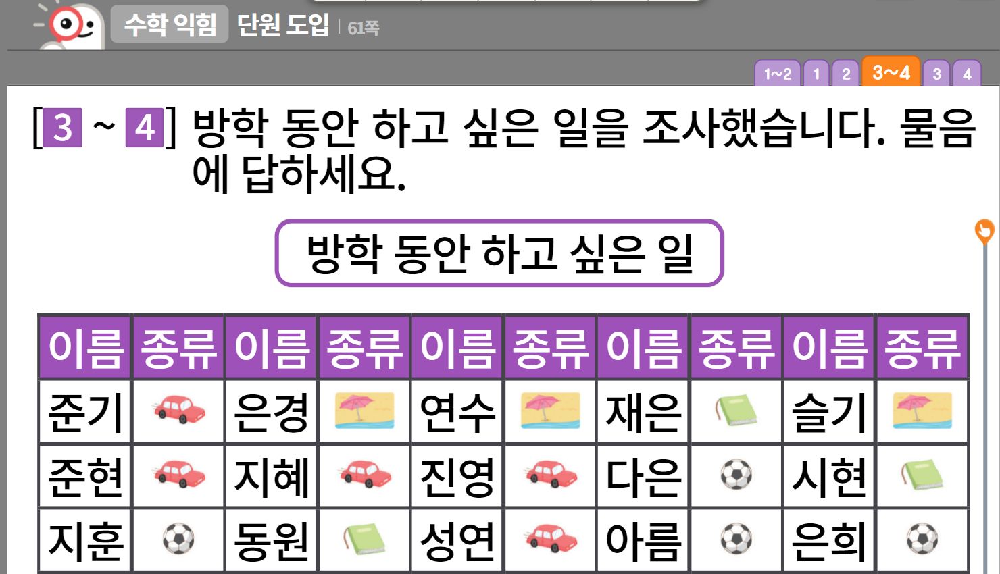 수학 익힘 단원 도입 61쪽
1~2 1 2 3~4 3 4
[3 ~ 4] 방학 동안 하고 싶은 일을 조사했습니다. 물음
에 답하세요.
방학 동안 하고 싶은 일
이름 종류 이름 종류 이름 종류 이름 종류 이름 종류
준기 은경 연수 재은 슬기
준현 지혜 진영 다은 시현
지훈 동원 성연 아름 은희